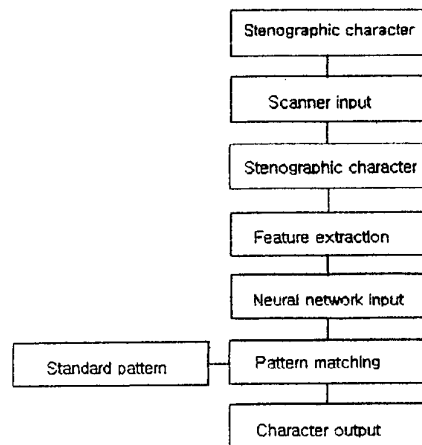 Stenographic character
Scanner input
Stenographic character
Feature extraction
Neural network input
Standard pattern
Pattern matching
Character output